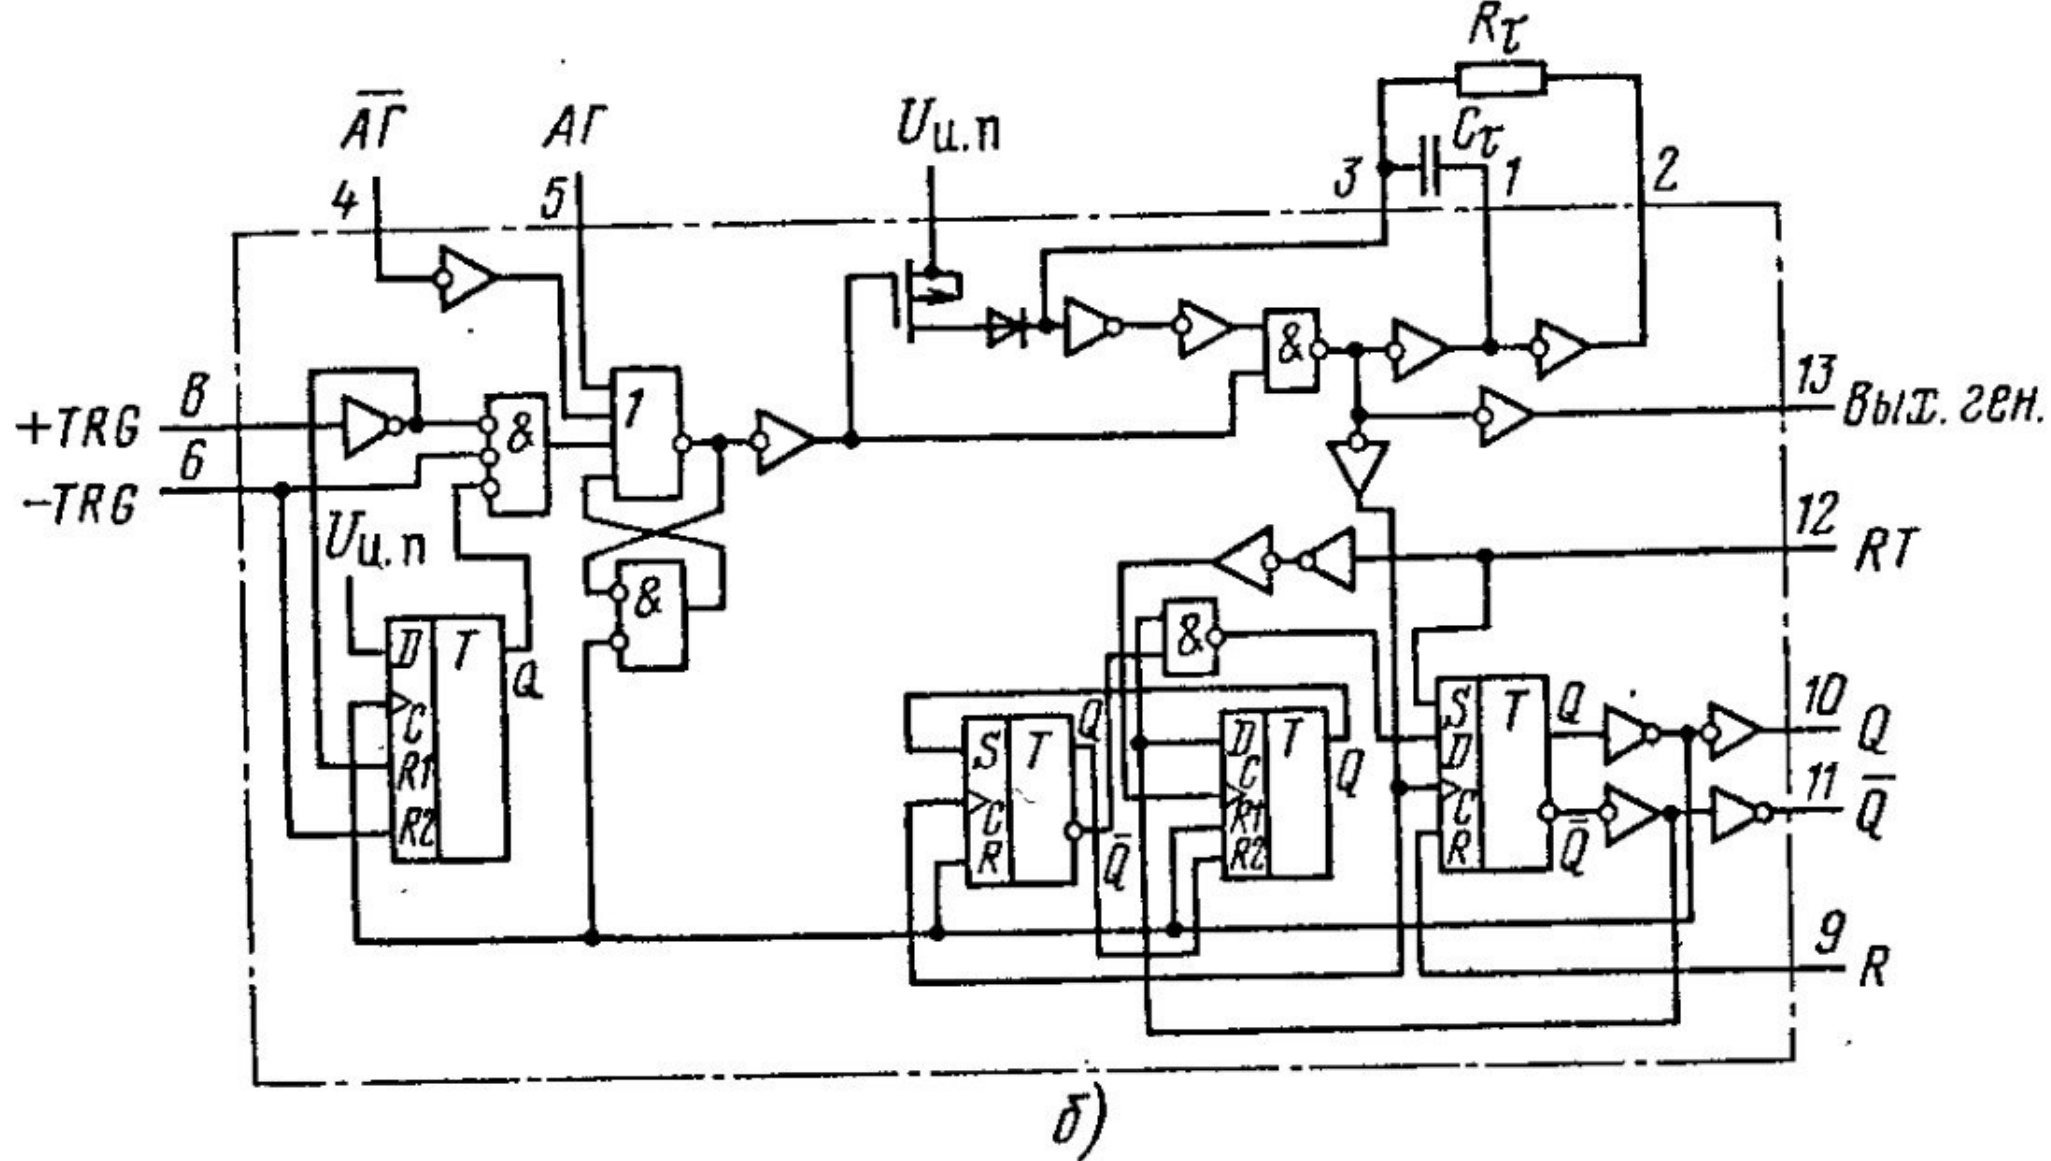 Rτ
A̅Г̅ AГ Uи.п Cτ
4 5 3 1 2
+TRG 8 & 1 & 13 Вых. ген.
-TRG 6
Uи.п 12 RT
D T Q & &
C
R1
R2
S T Q
C
R Q̅
D T Q
C
R1
R2
S T Q 10 Q
D
C 11 Q̅
R Q̅
9 R
б)